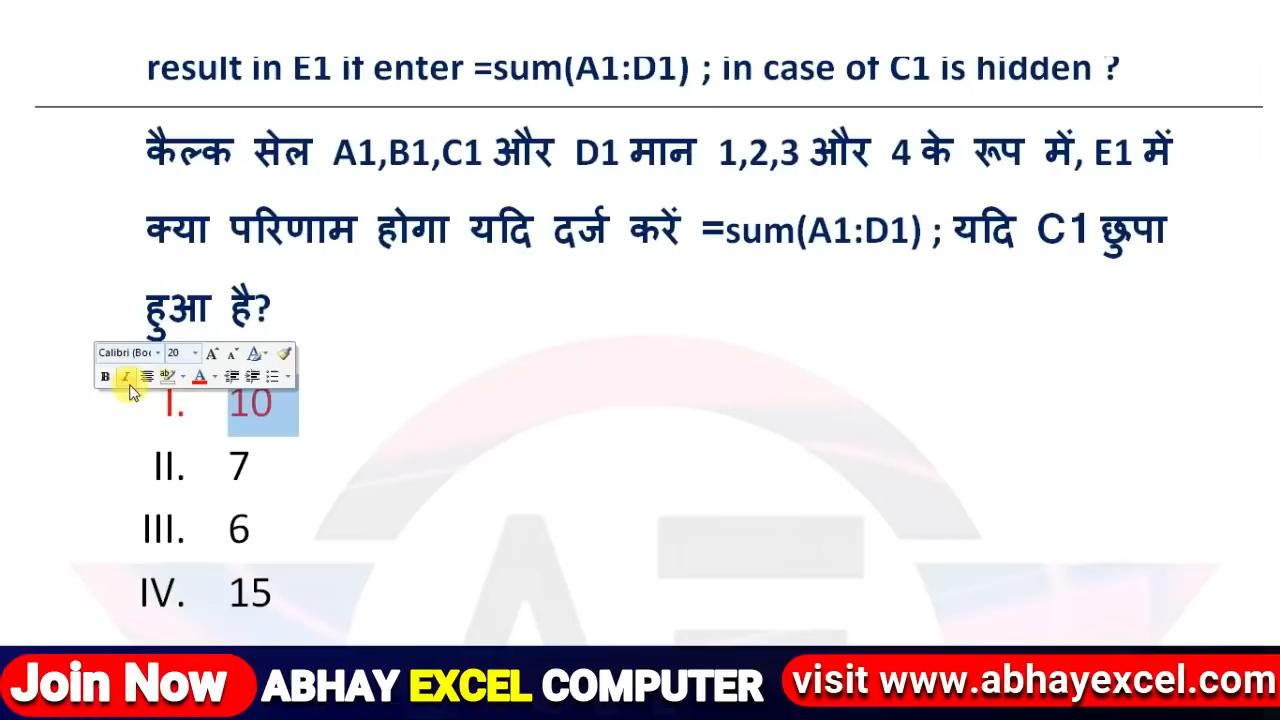 result in E1 if enter =sum(A1:D1) ; in case of C1 is hidden ?
कैल्क सेल A1,B1,C1 और D1 मान 1,2,3 और 4 के रूप में, E1 में
क्या परिणाम होगा यदि दर्ज करें =sum(A1:D1) ; यदि C1 छुपा
हुआ है?
Calibri (Boc 20
I. 10
II. 7
III. 6
IV. 15
Join Now ABHAY EXCEL COMPUTER visit www.abhayexcel.com